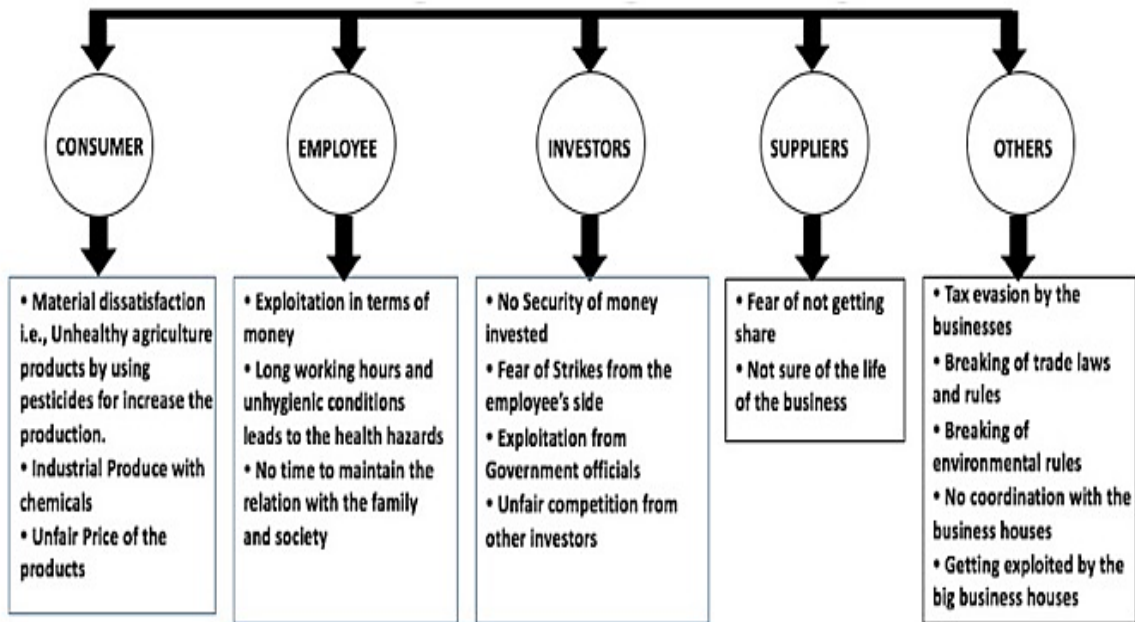 CONSUMER
EMPLOYEE
INVESTORS
SUPPLIERS
OTHERS
• Material dissatisfaction
i.e., Unhealthy agriculture
products by using
pesticides for increase the
production.
• Industrial Produce with
chemicals
• Unfair Price of the
products
• Exploitation in terms of
money
• Long working hours and
unhygienic conditions
leads to the health hazards
• No time to maintain the
relation with the family
and society
• No Security of money
invested
• Fear of Strikes from the
employee's side
• Exploitation from
Government officials
• Unfair competition from
other investors
• Fear of not getting
share
• Not sure of the life
of the business
• Tax evasion by the
businesses
• Breaking of trade laws
and rules
• Breaking of
environmental rules
• No coordination with the
business houses
• Getting exploited by the
big business houses